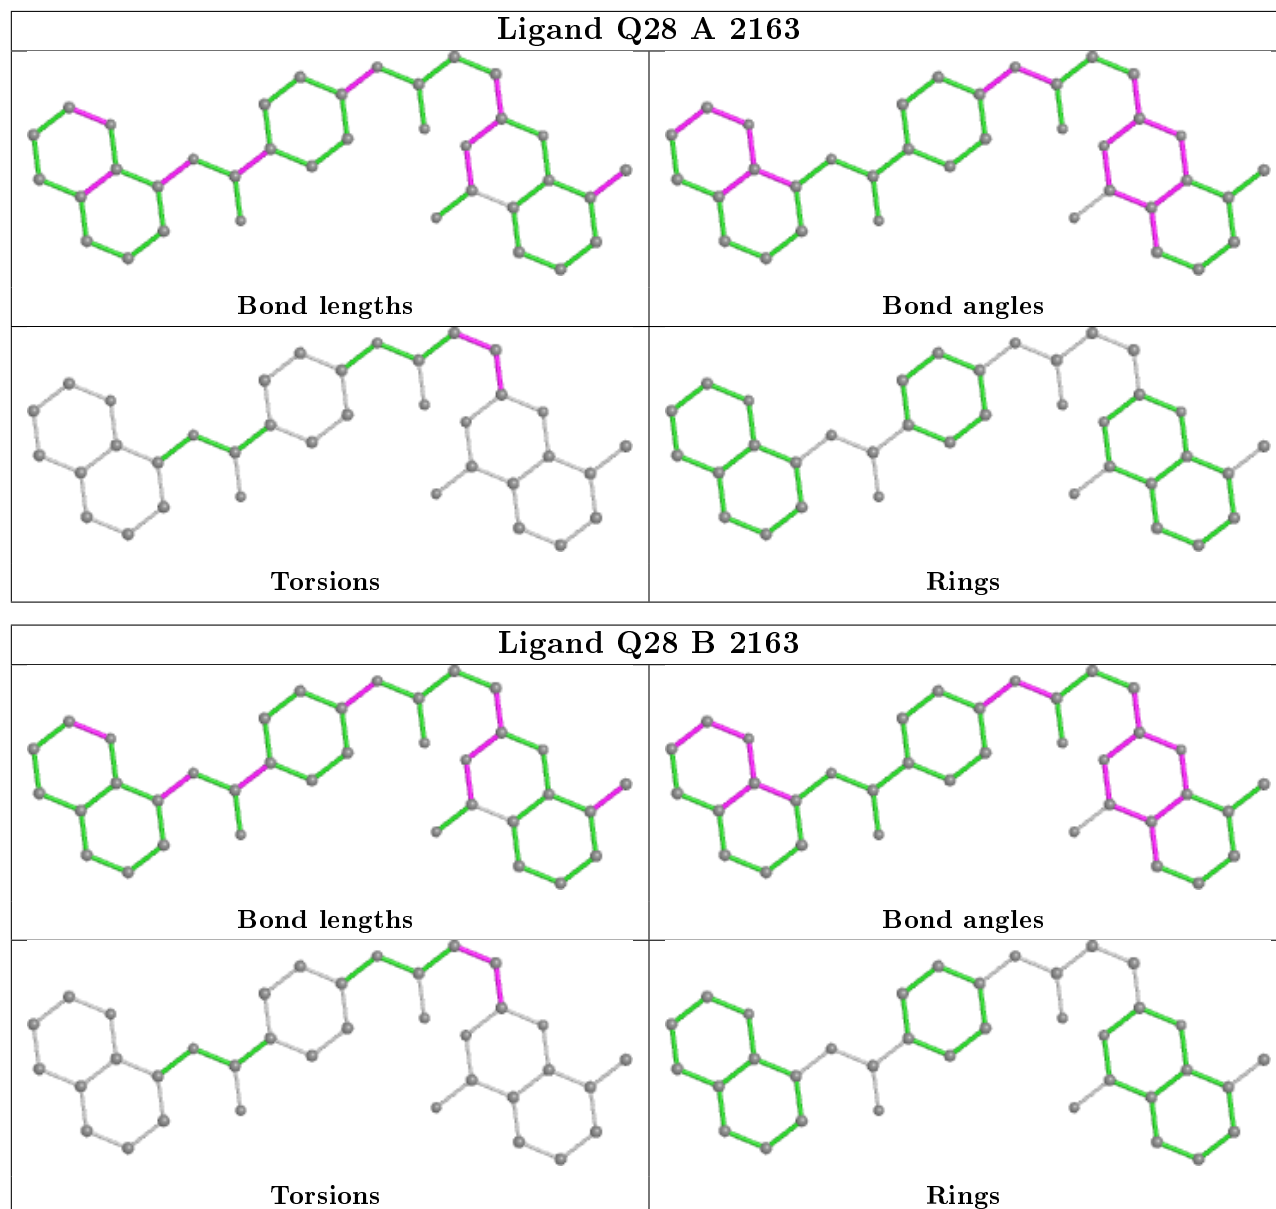 Ligand Q28 A 2163
Bond lengths
Bond angles
Torsions
Rings
Ligand Q28 B 2163
Bond lengths
Bond angles
Torsions
Rings